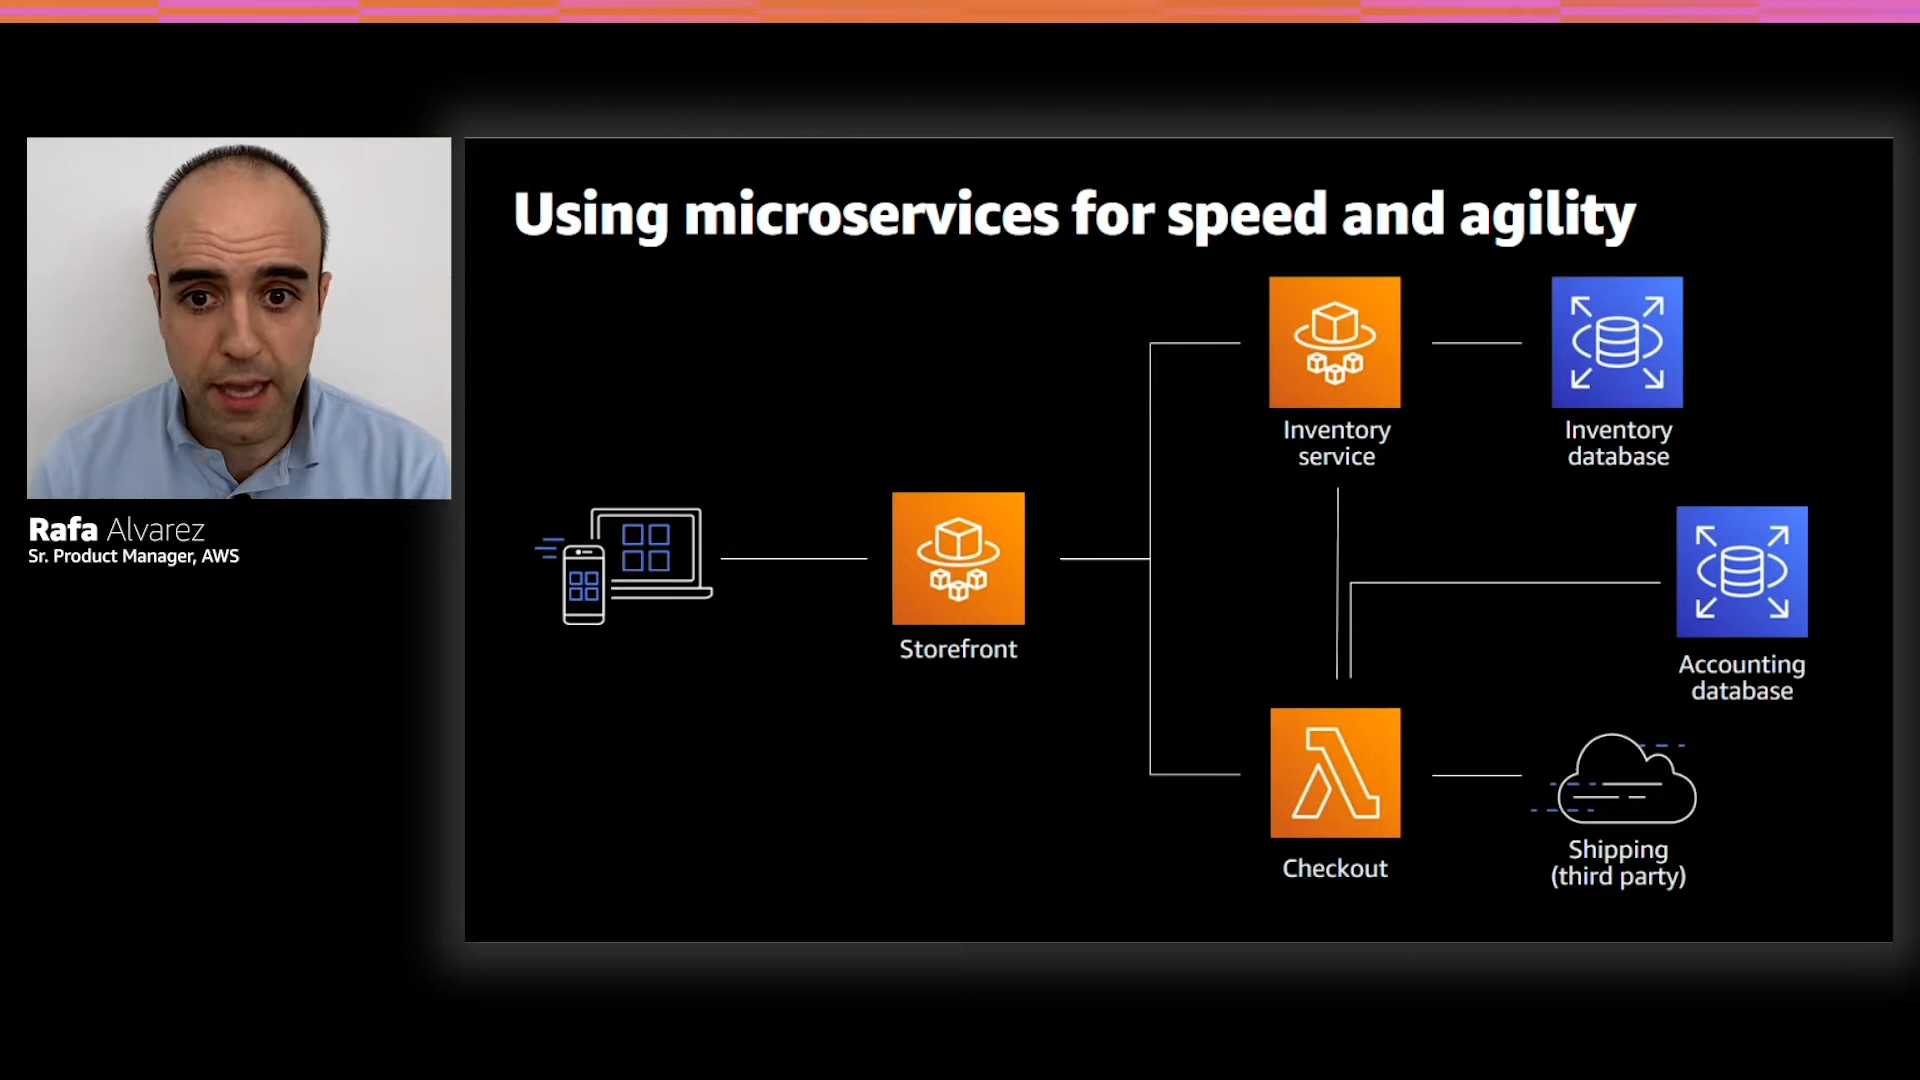 Using microservices for speed and agility
Rafa Alvarez
Sr. Product Manager, AWS
Storefront
Inventory
service
Inventory
database
Accounting
database
Checkout
Shipping
(third party)